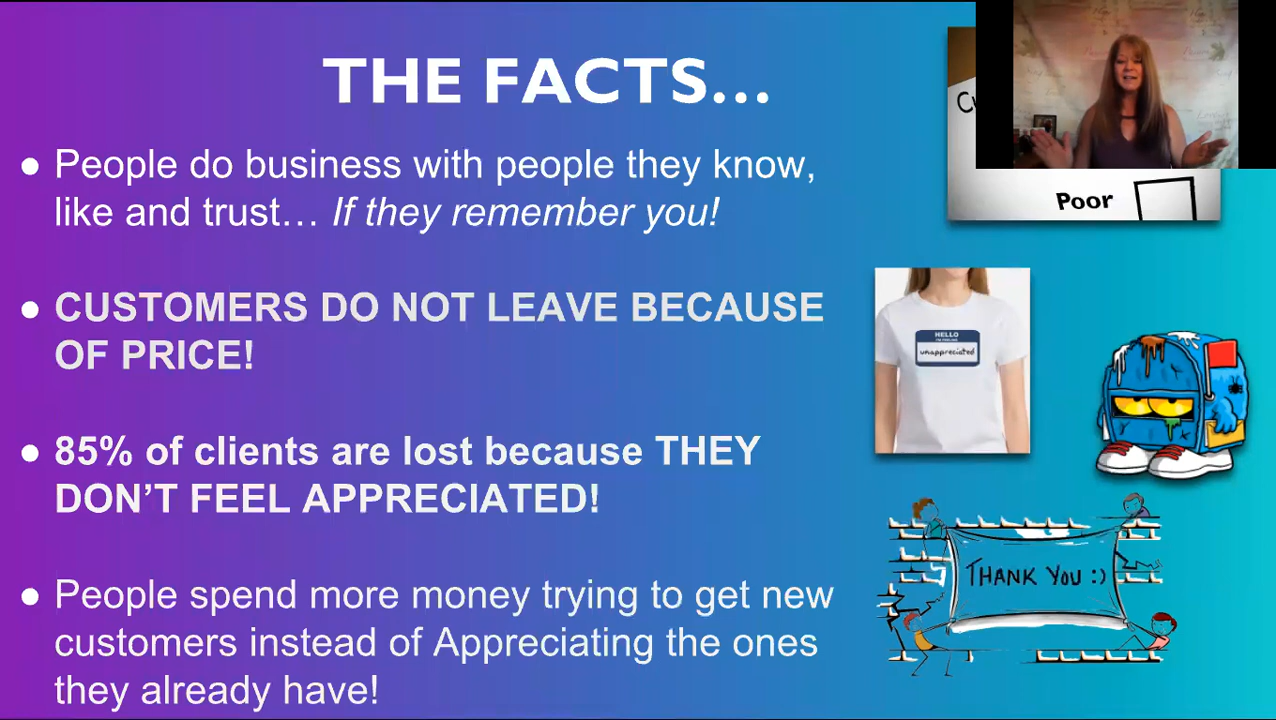 THE FACTS...
● People do business with people they know,
like and trust… If they remember you!
● CUSTOMERS DO NOT LEAVE BECAUSE
OF PRICE!
● 85% of clients are lost because THEY
DON’T FEEL APPRECIATED!
● People spend more money trying to get new
customers instead of Appreciating the ones
they already have!
Poor
HELLO
unappreciated
THANK YOU :)